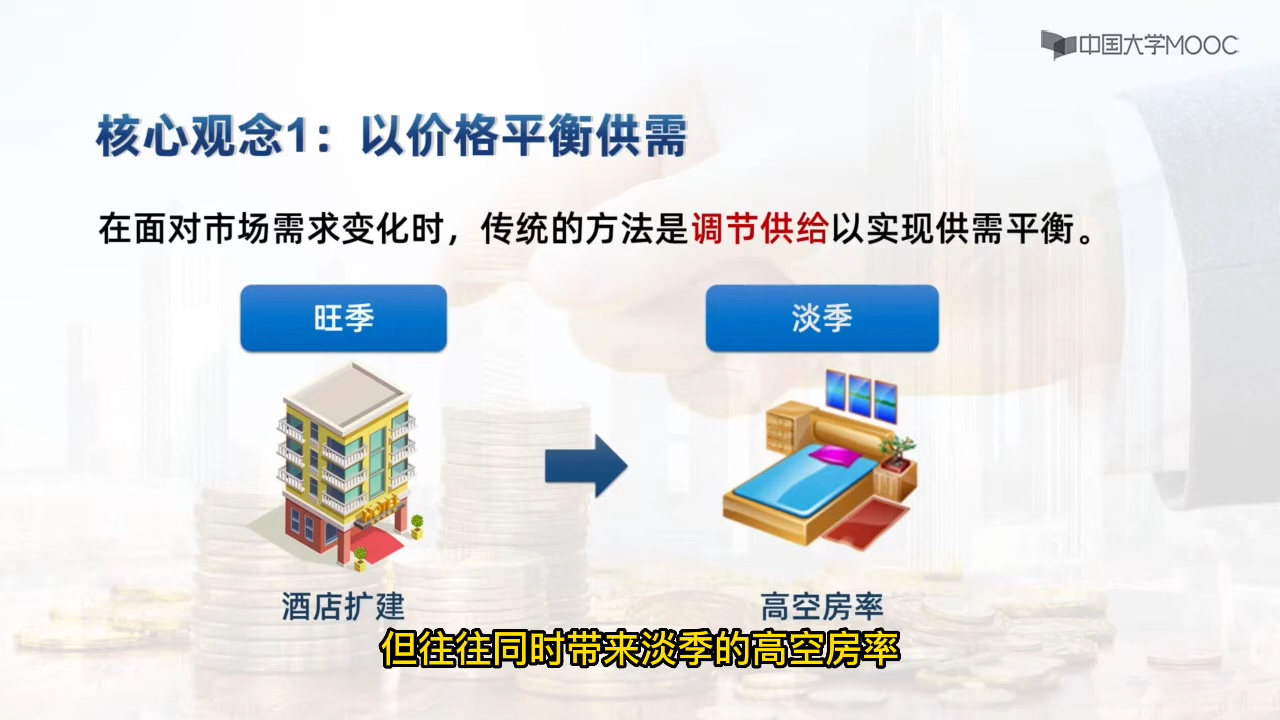 中国大学MOOC
核心观念1：以价格平衡供需
在面对市场需求变化时，传统的方法是调节供给以实现供需平衡。
旺季
淡季
HOTEL
酒店扩建
高空房率
但往往同时带来淡季的高空房率